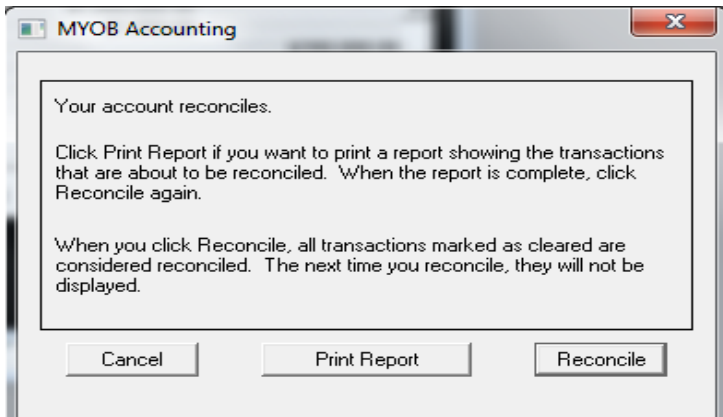 MYOB Accounting
Your account reconciles.
Click Print Report if you want to print a report showing the transactions
that are about to be reconciled.  When the report is complete, click
Reconcile again.
When you click Reconcile, all transactions marked as cleared are
considered reconciled.  The next time you reconcile, they will not be
displayed.
Cancel Print Report Reconcile